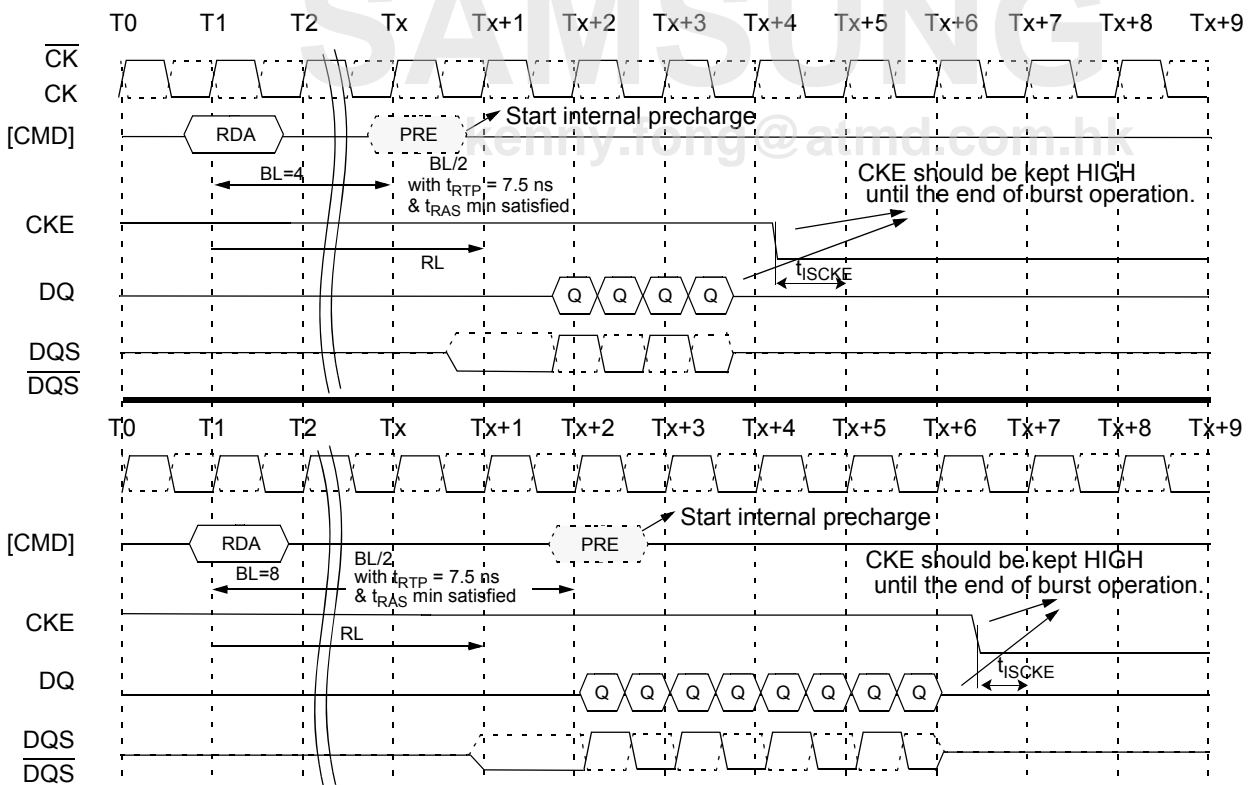 SAMSUNG
kenny.fong@atmd.com.hk
T0 T1 T2 Tx Tx+1 Tx+2 Tx+3 Tx+4 Tx+5 Tx+6 Tx+7 Tx+8 Tx+9
CK
CK
[CMD] RDA PRE Start internal precharge
BL=4
BL/2
with tRTP = 7.5 ns
& tRAS min satisfied
CKE should be kept HIGH
until the end of burst operation.
CKE
RL
tISCKE
DQ Q Q Q Q
DQS
DQS
T0 T1 T2 Tx Tx+1 Tx+2 Tx+3 Tx+4 Tx+5 Tx+6 Tx+7 Tx+8 Tx+9
[CMD] RDA PRE Start internal precharge
BL=8
BL/2
with tRTP = 7.5 ns
& tRAS min satisfied
CKE should be kept HIGH
until the end of burst operation.
CKE
RL
tISCKE
DQ Q Q Q Q Q Q Q Q
DQS
DQS